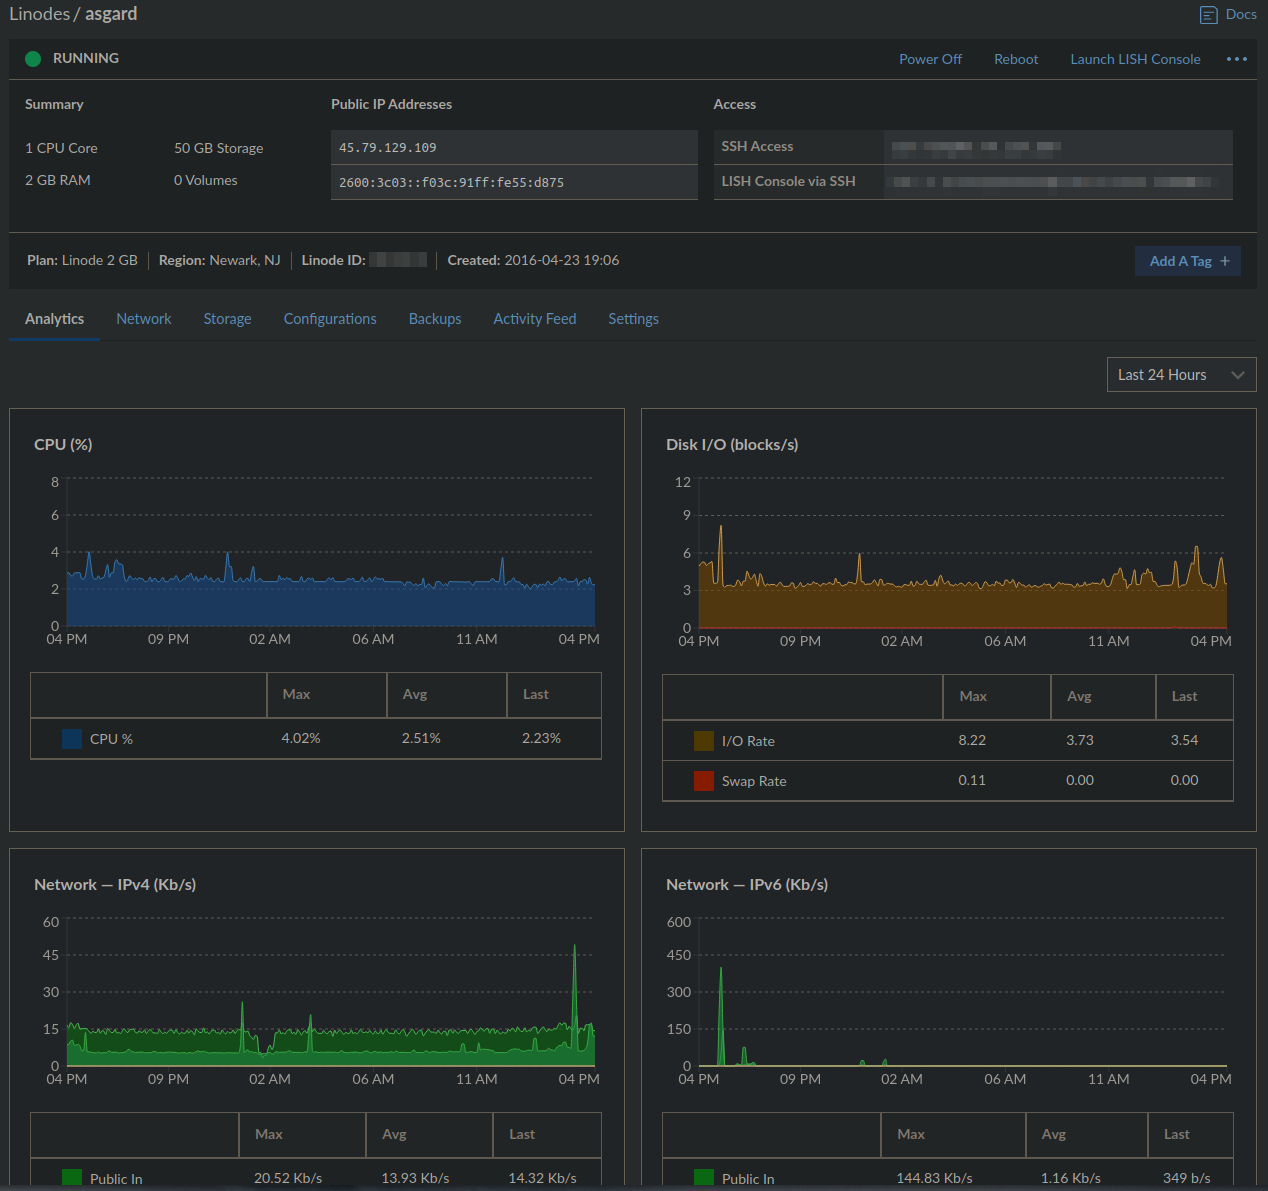 Linodes / asgard
Docs
RUNNING
Power Off Reboot Launch LISH Console
Summary
1 CPU Core 50 GB Storage
2 GB RAM 0 Volumes
Public IP Addresses
45.79.129.109
2600:3c03::f03c:91ff:fe55:d875
Access
SSH Access
LISH Console via SSH
Plan: Linode 2 GB Region: Newark, NJ Linode ID: Created: 2016-04-23 19:06
Add A Tag +
Analytics Network Storage Configurations Backups Activity Feed Settings
Last 24 Hours
CPU (%)
8
6
4
2
0
04 PM 09 PM 02 AM 06 AM 11 AM 04 PM
Max Avg Last
CPU % 4.02% 2.51% 2.23%
Disk I/O (blocks/s)
12
9
6
3
0
04 PM 09 PM 02 AM 06 AM 11 AM 04 PM
Max Avg Last
I/O Rate 8.22 3.73 3.54
Swap Rate 0.11 0.00 0.00
Network — IPv4 (Kb/s)
60
45
30
15
0
04 PM 09 PM 02 AM 06 AM 11 AM 04 PM
Max Avg Last
Public In 20.52 Kb/s 13.93 Kb/s 14.32 Kb/s
Network — IPv6 (Kb/s)
600
450
300
150
0
04 PM 09 PM 02 AM 06 AM 11 AM 04 PM
Max Avg Last
Public In 144.83 Kb/s 1.16 Kb/s 349 b/s